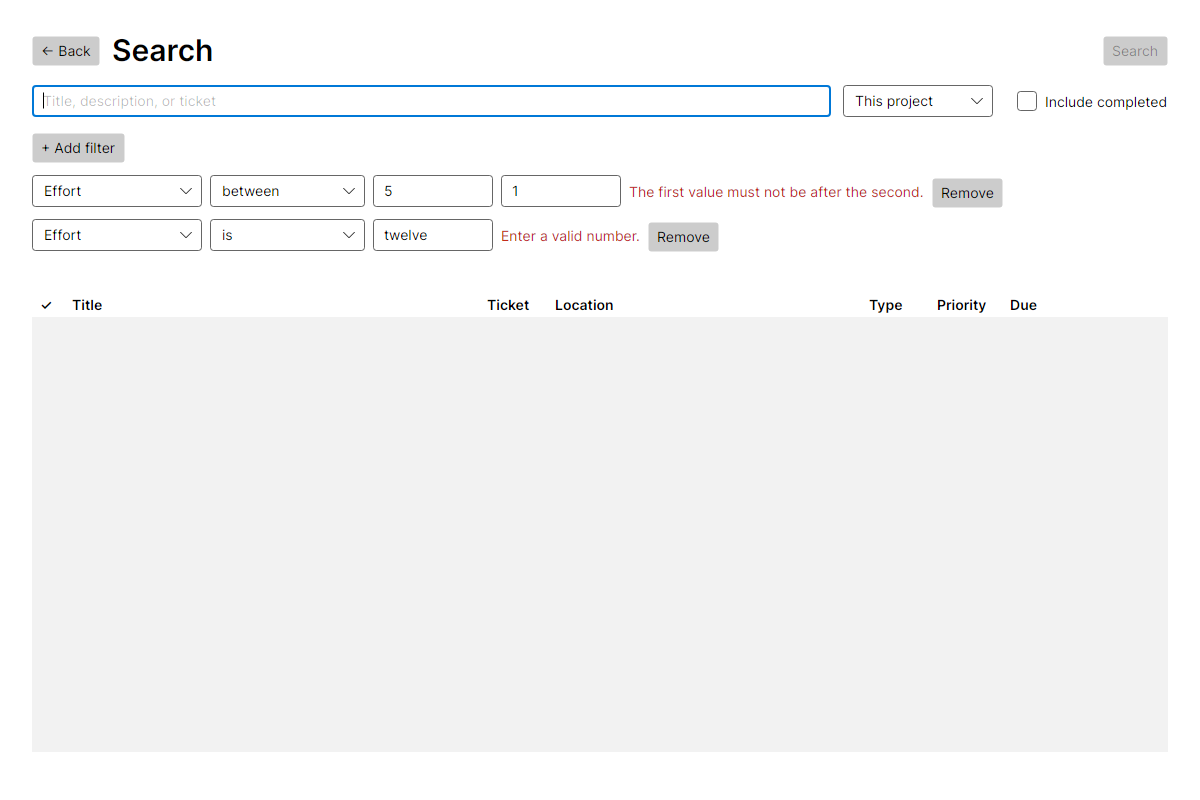 ← Back Search Search
Title, description, or ticket This project Include completed
+ Add filter
Effort between 5 1 The first value must not be after the second. Remove
Effort is twelve Enter a valid number. Remove
✓ Title Ticket Location Type Priority Due